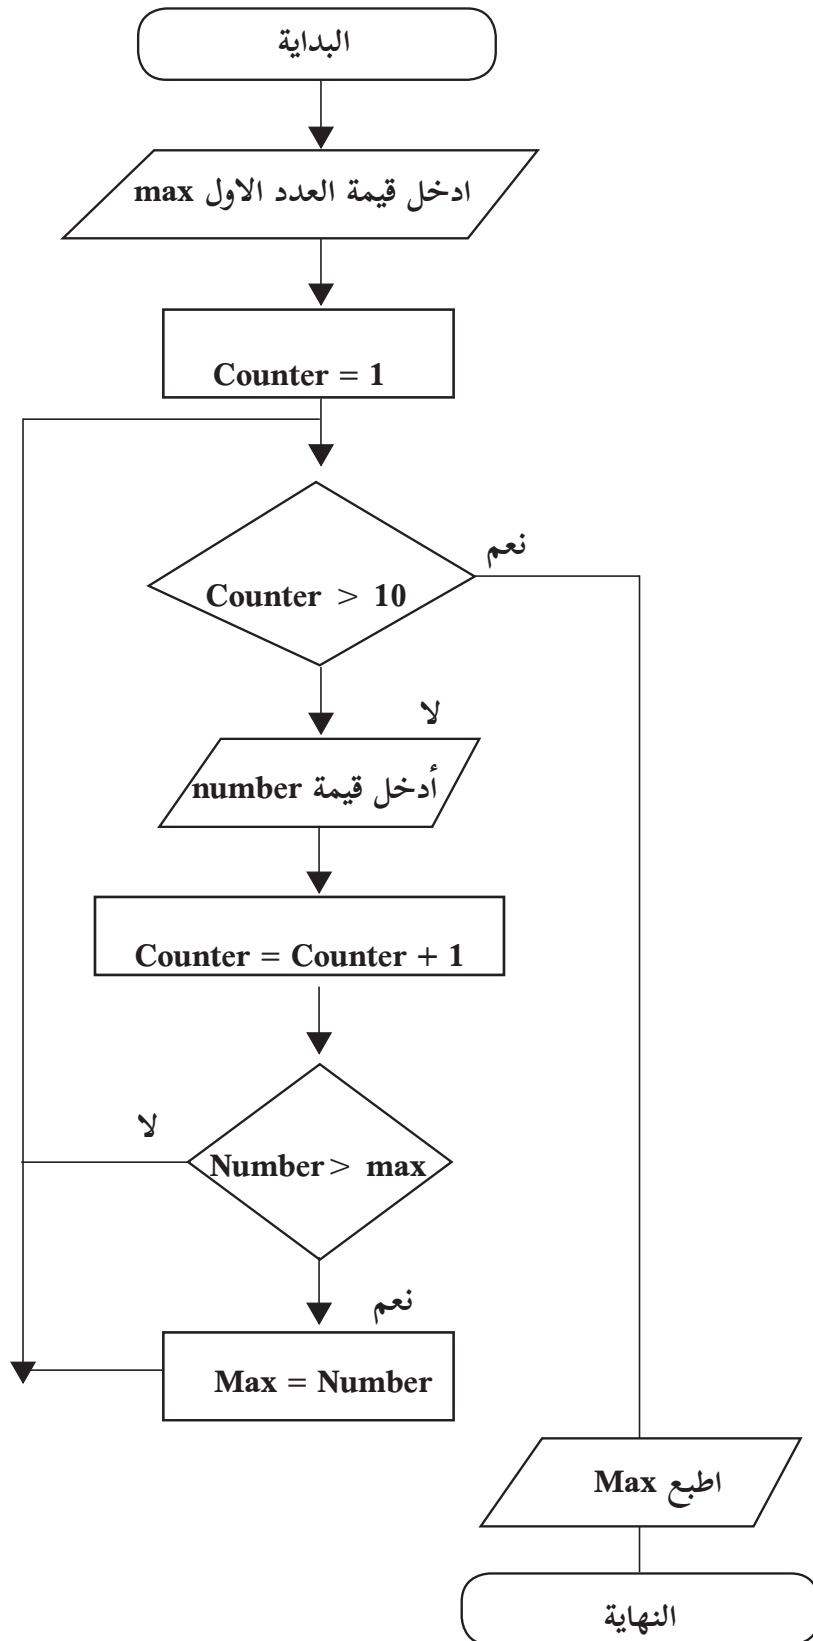 البداية
ادخل قيمة العدد الاول max
Counter = 1
نعم
Counter > 10
لا
أدخل قيمة number
Counter = Counter + 1
لا
Number > max
نعم
Max = Number
اطبع Max
النهاية